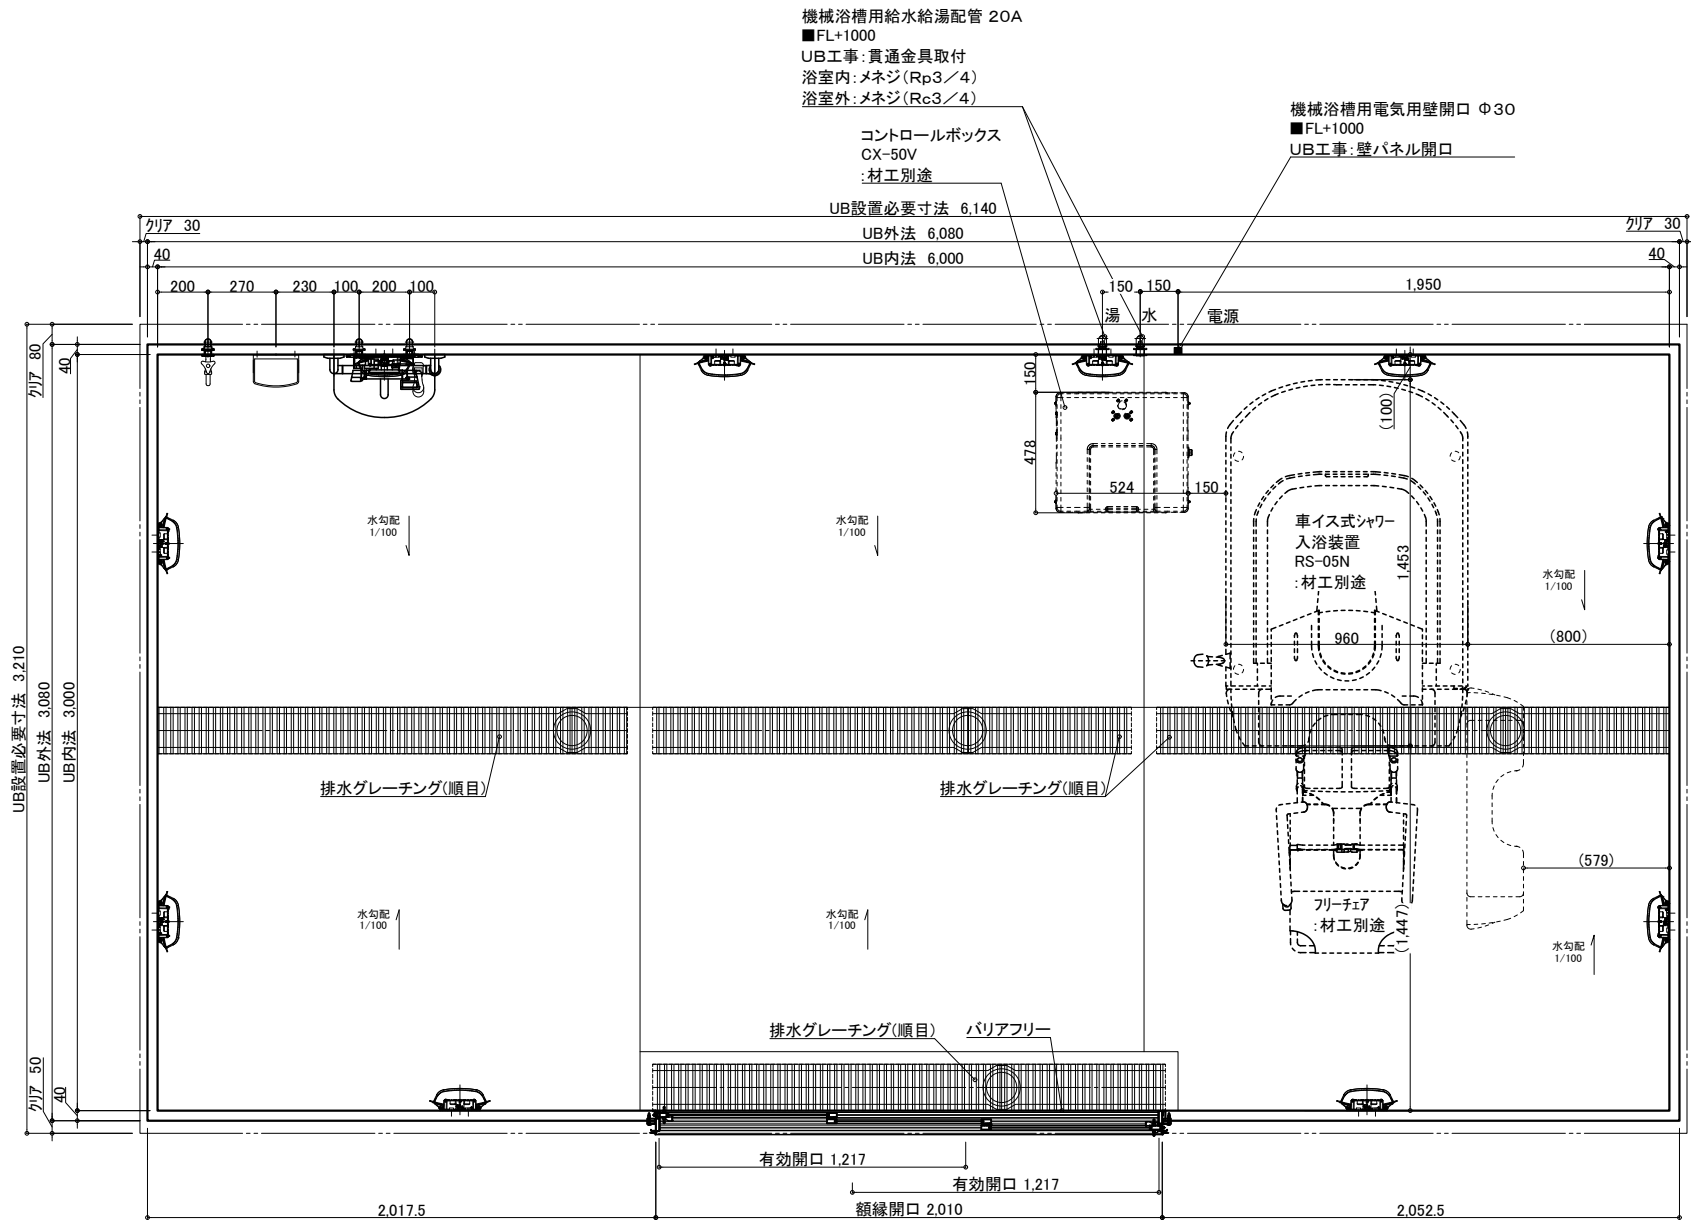 機械浴槽用給水給湯配管 20A
■FL+1000
UB工事：貫通金具取付
浴室内：メネジ（Rp3／4）
浴室外：メネジ（Rc3／4）
機械浴槽用電気用壁開口 Φ30
■FL+1000
UB工事：壁パネル開口
コントロールボックス
CX-50V
：材工別途
UB設置必要寸法 6,140
クリア 30
クリア 30
UB外法 6,080
40
UB内法 6,000
40
200
270
230
100
200
100
150
150
1,950
湯
水
電源
クリア 80
40
150
(100)
478
524
150
水勾配
1/100
水勾配
1/100
車イス式シャワー
入浴装置
RS-05N
：材工別途
1,453
水勾配
1/100
960
(800)
UB設置必要寸法 3,210
UB外法 3,080
UB内法 3,000
排水グレーチング(順目)
排水グレーチング(順目)
(579)
フリーチェア
：材工別途
(1,447)
水勾配
1/100
水勾配
1/100
水勾配
1/100
排水グレーチング(順目)
バリアフリー
クリア 50
40
有効開口 1,217
有効開口 1,217
2,017.5
額縁開口 2,010
2,052.5